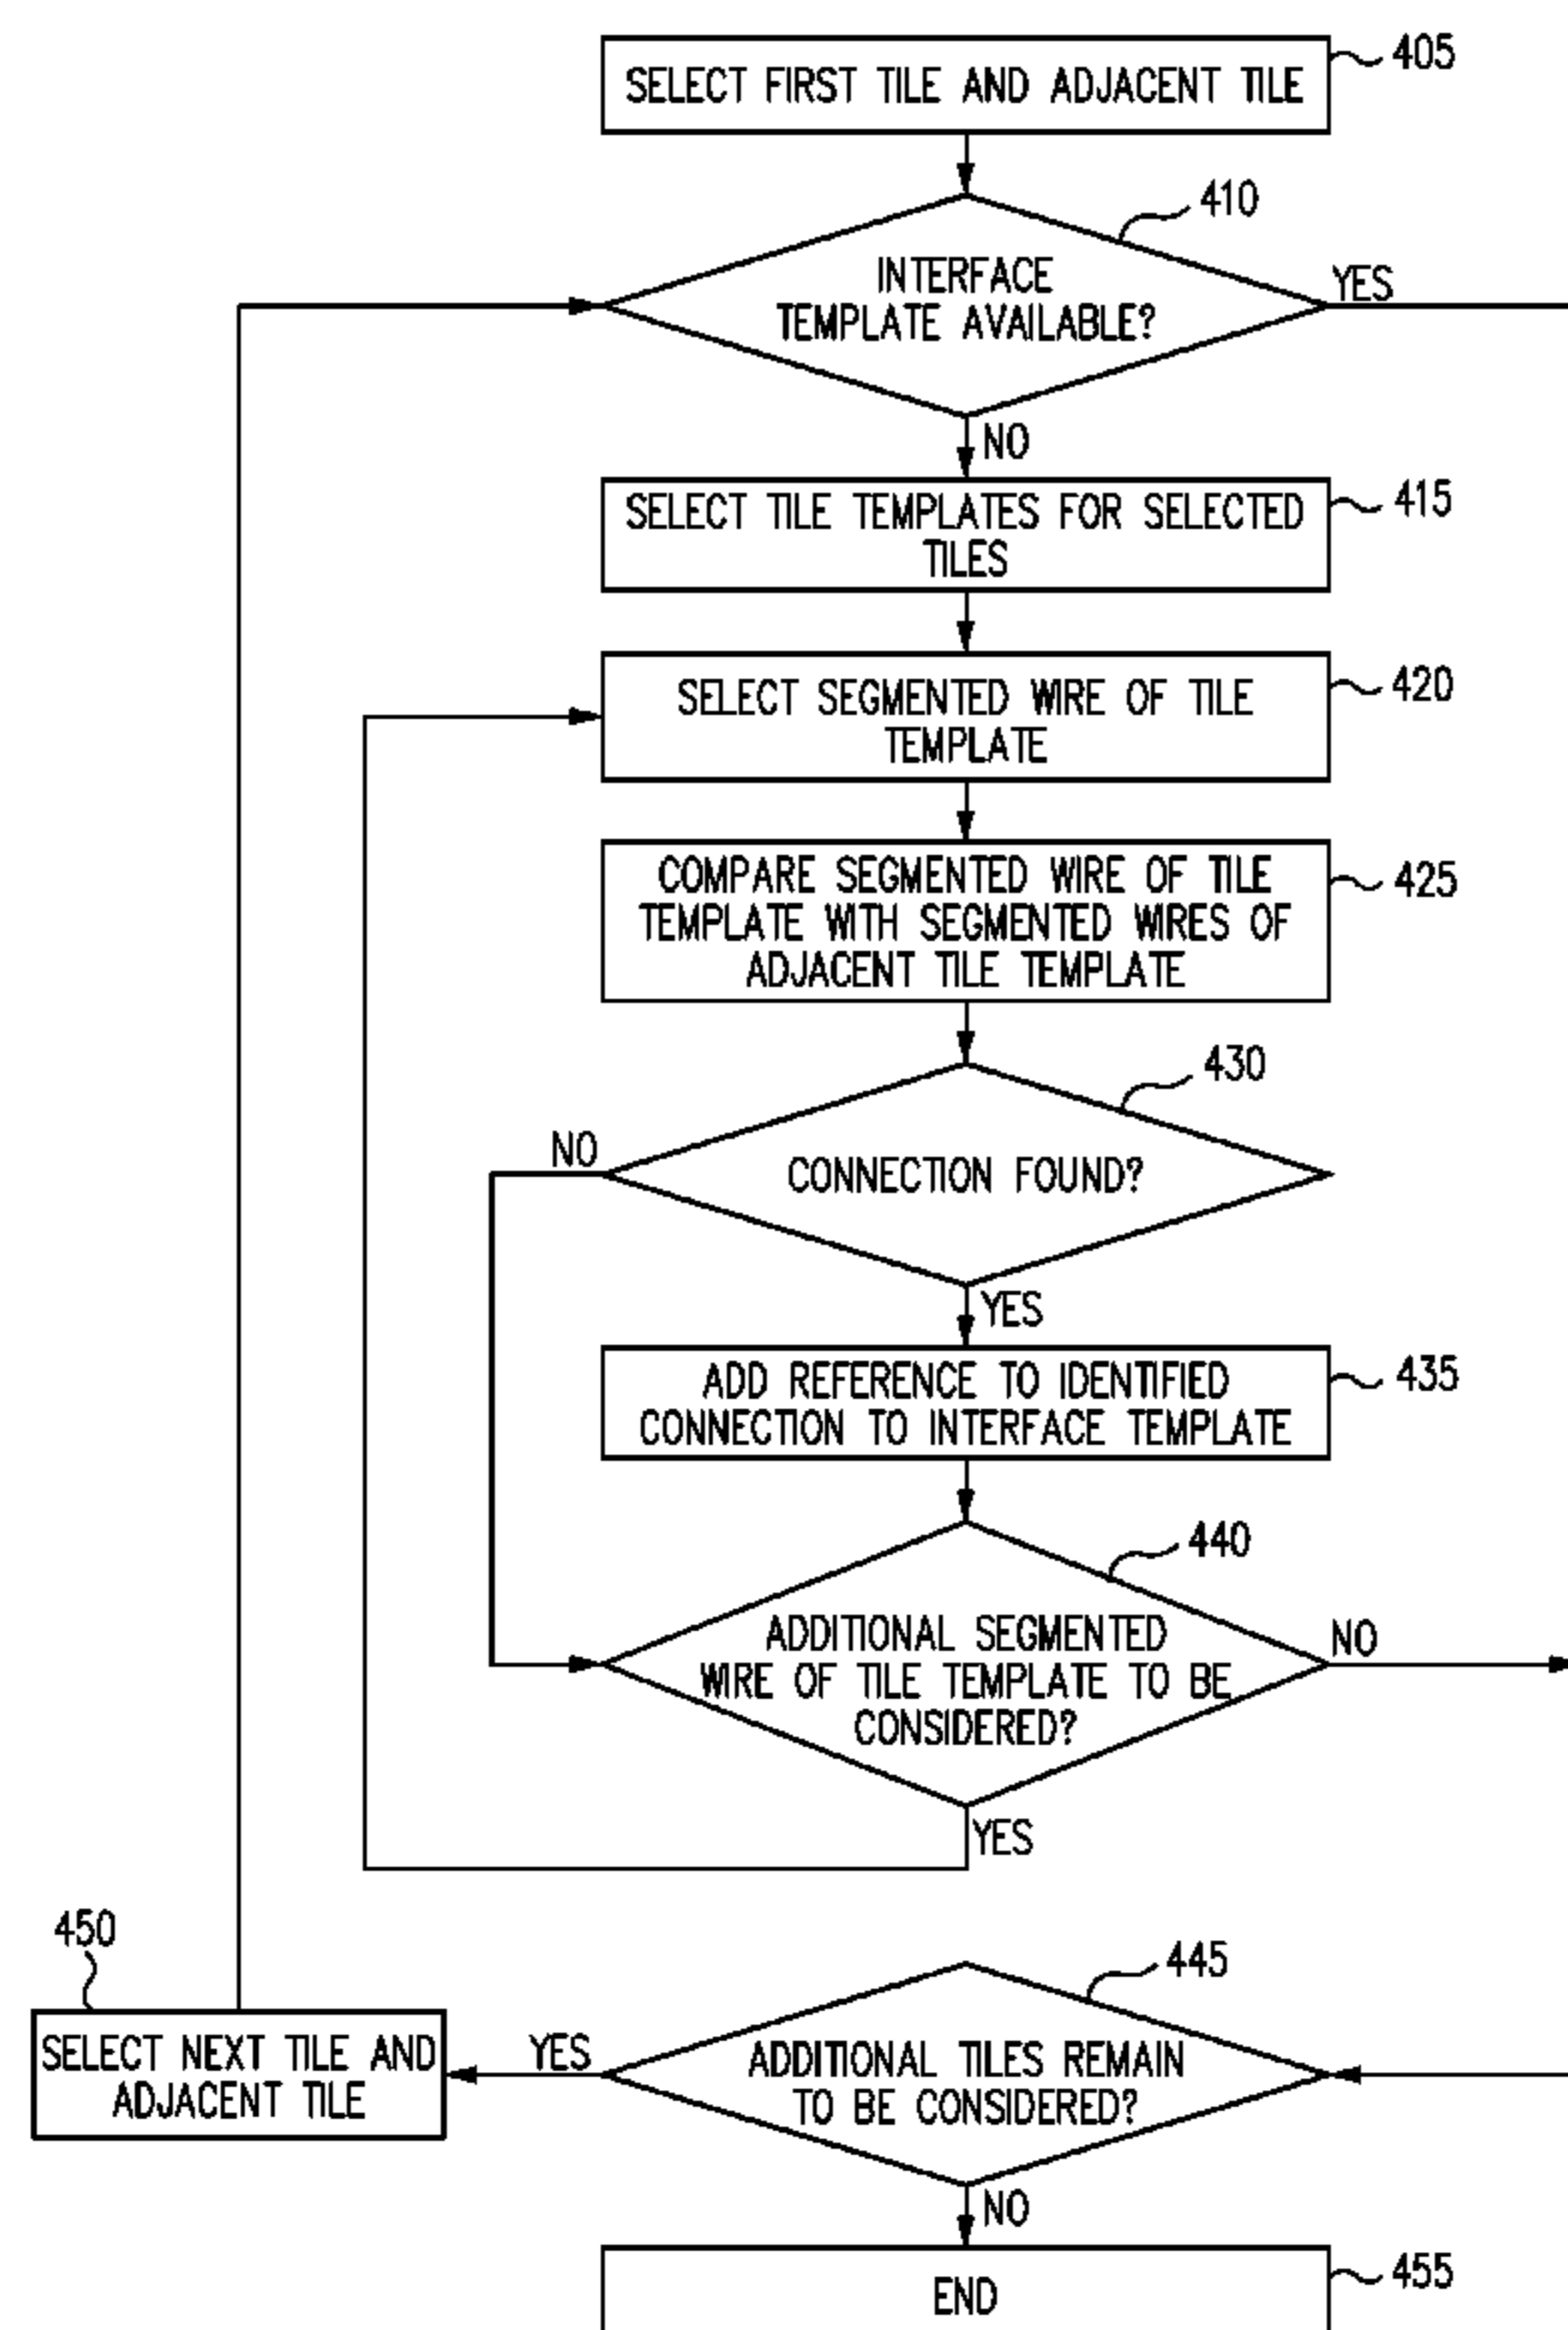 SELECT FIRST TILE AND ADJACENT TILE
405
410
INTERFACE
TEMPLATE AVAILABLE?
YES
NO
SELECT TILE TEMPLATES FOR SELECTED
TILES
415
SELECT SEGMENTED WIRE OF TILE
TEMPLATE
420
COMPARE SEGMENTED WIRE OF TILE
TEMPLATE WITH SEGMENTED WIRES OF
ADJACENT TILE TEMPLATE
425
430
NO
CONNECTION FOUND?
YES
ADD REFERENCE TO IDENTIFIED
CONNECTION TO INTERFACE TEMPLATE
435
440
ADDITIONAL SEGMENTED
WIRE OF TILE TEMPLATE TO BE
CONSIDERED?
NO
YES
450
SELECT NEXT TILE AND
ADJACENT TILE
YES
445
ADDITIONAL TILES REMAIN
TO BE CONSIDERED?
NO
END
455